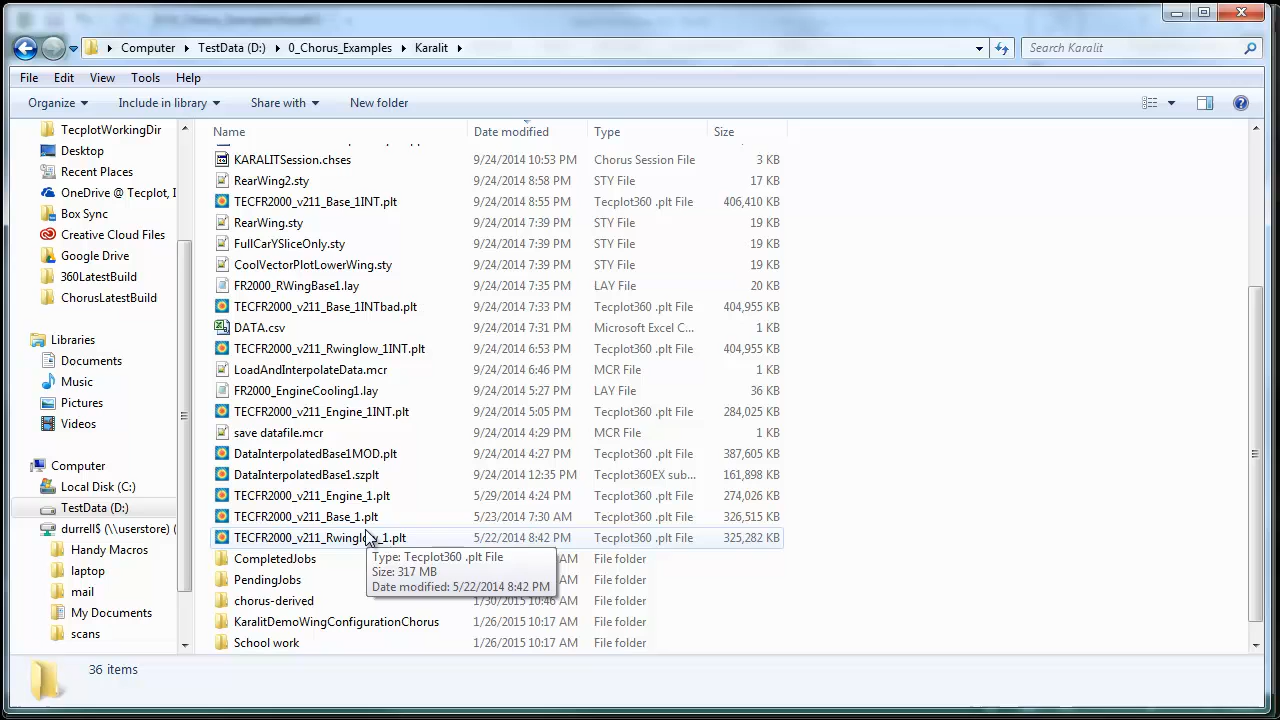 Computer TestData (D:) 0_Chorus_Examples Karalit
Search Karalit
File Edit View Tools Help
Organize Include in library Share with New folder
Name Date modified Type Size
TecplotWorkingDir
Desktop
Recent Places
OneDrive @ Tecplot, I
Box Sync
Creative Cloud Files
Google Drive
360LatestBuild
ChorusLatestBuild
Libraries
Documents
Music
Pictures
Videos
Computer
Local Disk (C:)
TestData (D:)
durrell$ (\\userstore) (
Handy Macros
laptop
mail
My Documents
scans
KARALITSession.chses 9/24/2014 10:53 PM Chorus Session File 3 KB
RearWing2.sty 9/24/2014 8:58 PM STY File 17 KB
TECFR2000_v211_Base_1INT.plt 9/24/2014 8:55 PM Tecplot360 .plt File 406,410 KB
RearWing.sty 9/24/2014 7:39 PM STY File 19 KB
FullCarYSliceOnly.sty 9/24/2014 7:39 PM STY File 19 KB
CoolVectorPlotLowerWing.sty 9/24/2014 7:39 PM STY File 19 KB
FR2000_RWingBase1.lay 9/24/2014 7:35 PM LAY File 20 KB
TECFR2000_v211_Base_1INTbad.plt 9/24/2014 7:33 PM Tecplot360 .plt File 404,955 KB
DATA.csv 9/24/2014 7:31 PM Microsoft Excel C... 1 KB
TECFR2000_v211_Rwinglow_1INT.plt 9/24/2014 6:53 PM Tecplot360 .plt File 404,955 KB
LoadAndInterpolateData.mcr 9/24/2014 6:46 PM MCR File 1 KB
FR2000_EngineCooling1.lay 9/24/2014 5:27 PM LAY File 36 KB
TECFR2000_v211_Engine_1INT.plt 9/24/2014 5:05 PM Tecplot360 .plt File 284,025 KB
save datafile.mcr 9/24/2014 4:29 PM MCR File 1 KB
DataInterpolatedBase1MOD.plt 9/24/2014 4:27 PM Tecplot360 .plt File 387,605 KB
DataInterpolatedBase1.szplt 9/24/2014 12:35 PM Tecplot360EX sub... 161,898 KB
TECFR2000_v211_Engine_1.plt 5/29/2014 4:24 PM Tecplot360 .plt File 274,026 KB
TECFR2000_v211_Base_1.plt 5/23/2014 7:30 AM Tecplot360 .plt File 326,515 KB
TECFR2000_v211_Rwinglow_1.plt 5/22/2014 8:42 PM Tecplot360 .plt File 325,282 KB
CompletedJobs AM File folder
PendingJobs AM File folder
chorus-derived 1/30/2015 10:46 AM File folder
KaralitDemoWingConfigurationChorus 1/26/2015 10:17 AM File folder
School work 1/26/2015 10:17 AM File folder
Type: Tecplot360 .plt File
Size: 317 MB
Date modified: 5/22/2014 8:42 PM
36 items